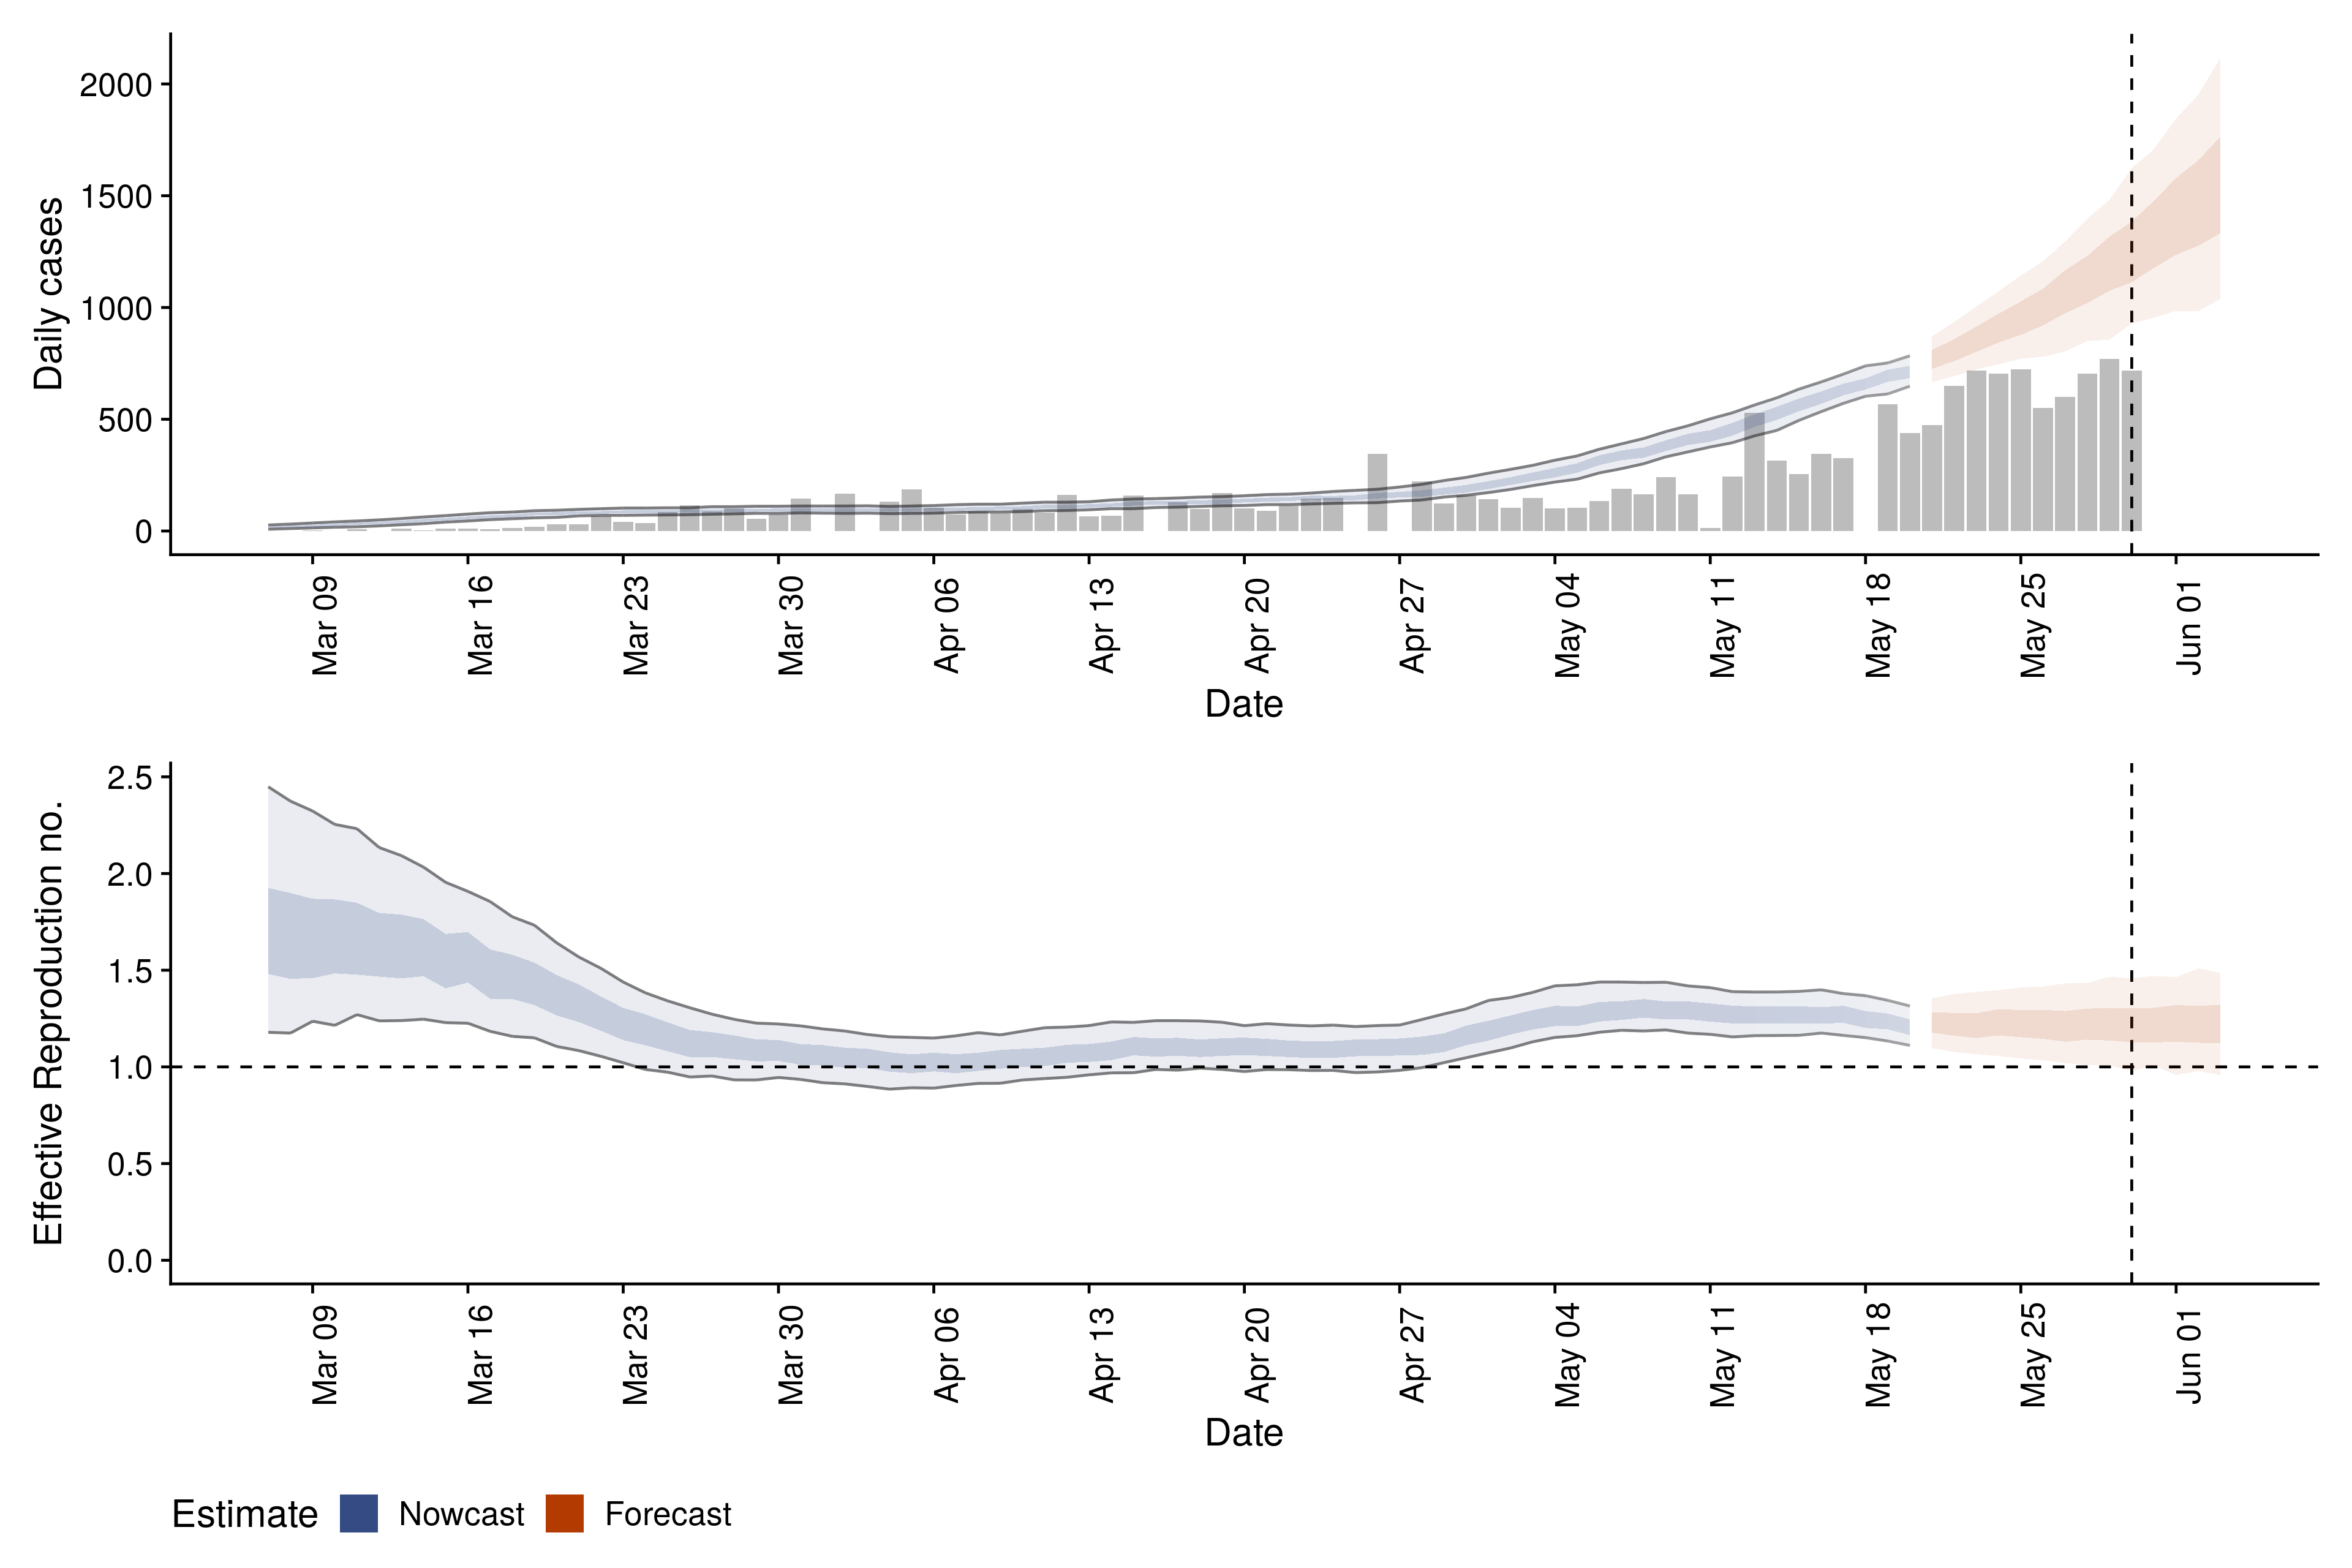 Daily cases
2000
1500
1000
500
0
Mar 09
Mar 16
Mar 23
Mar 30
Apr 06
Apr 13
Apr 20
Apr 27
May 04
May 11
May 18
May 25
Jun 01
Date
Effective Reproduction no.
2.5
2.0
1.5
1.0
0.5
0.0
Mar 09
Mar 16
Mar 23
Mar 30
Apr 06
Apr 13
Apr 20
Apr 27
May 04
May 11
May 18
May 25
Jun 01
Date
Estimate Nowcast Forecast